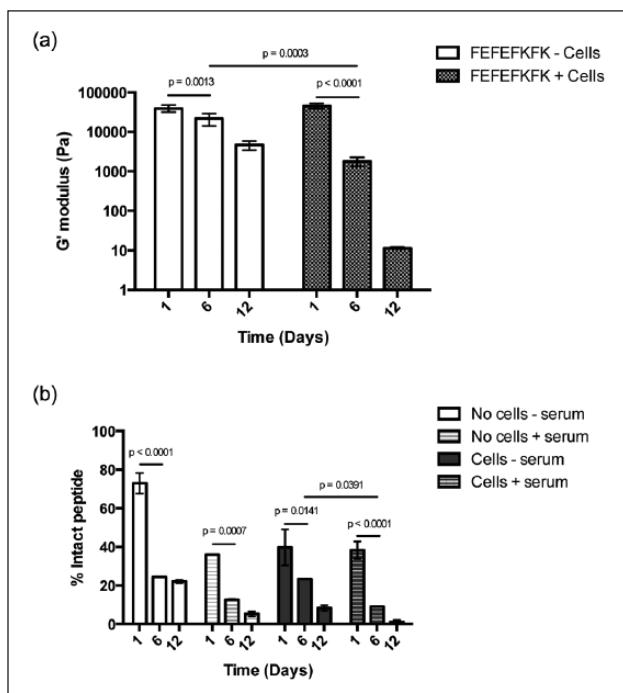 (a)
FEFEFKFK - Cells
FEFEFKFK + Cells
p = 0.0003
p = 0.0013
p < 0.0001
100000
10000
1000
100
10
1
G' modulus (Pa)
1 6 12 1 6 12
Time (Days)
(b)
No cells - serum
No cells + serum
Cells - serum
Cells + serum
100
80
60
40
20
0
% Intact peptide
p < 0.0001
p = 0.0007
p = 0.0391
p = 0.0141
p < 0.0001
1 6 12 1 6 12 1 6 12 1 6 12
Time (Days)